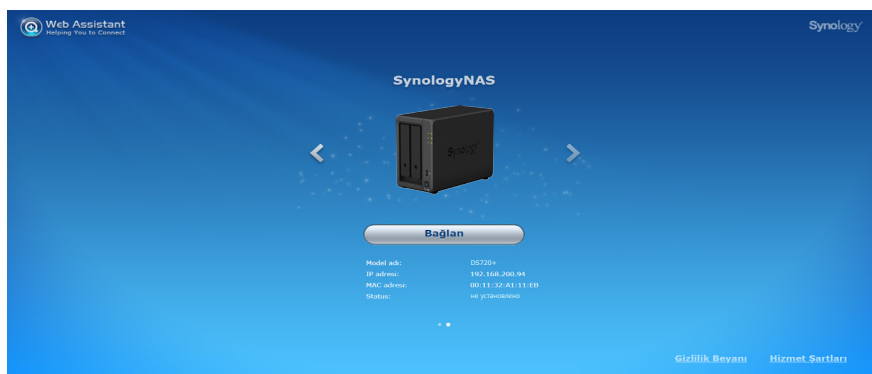 Web Assistant
Helping You to Connect
Synology
SynologyNAS
Synology
Bağlan
Model adı: DS720+
IP adresi: 192.168.200.94
MAC adresi: 00:11:32:A1:11:EB
Status: не установлено
Gizlilik Beyanı Hizmet Şartları